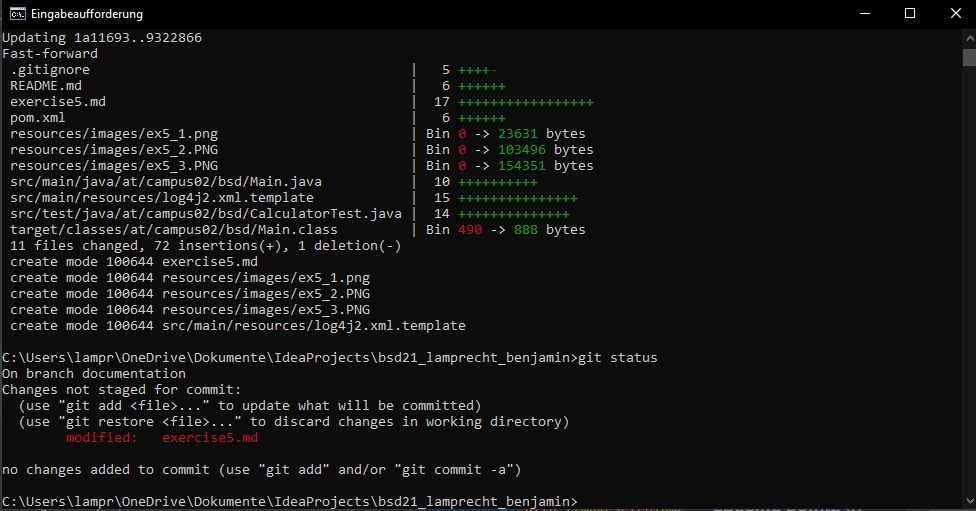 Eingabeaufforderung
Updating 1a11693..9322866
Fast-forward
.gitignore | 5 ++++-
README.md | 6 ++++++
exercise5.md | 17 +++++++++++++++++
pom.xml | 6 ++++++
resources/images/ex5_1.png | Bin 0 -> 23631 bytes
resources/images/ex5_2.PNG | Bin 0 -> 103496 bytes
resources/images/ex5_3.PNG | Bin 0 -> 154351 bytes
src/main/java/at/campus02/bsd/Main.java | 10 ++++++++++
src/main/resources/log4j2.xml.template | 15 +++++++++++++++
src/test/java/at/campus02/bsd/CalculatorTest.java | 14 ++++++++++++++
target/classes/at/campus02/bsd/Main.class | Bin 490 -> 888 bytes
11 files changed, 72 insertions(+), 1 deletion(-)
create mode 100644 exercise5.md
create mode 100644 resources/images/ex5_1.png
create mode 100644 resources/images/ex5_2.PNG
create mode 100644 resources/images/ex5_3.PNG
create mode 100644 src/main/resources/log4j2.xml.template
C:\Users\lampr\OneDrive\Dokumente\IdeaProjects\bsd21_lamprecht_benjamin>git status
On branch documentation
Changes not staged for commit:
(use "git add <file>..." to update what will be committed)
(use "git restore <file>..." to discard changes in working directory)
modified: exercise5.md
no changes added to commit (use "git add" and/or "git commit -a")
C:\Users\lampr\OneDrive\Dokumente\IdeaProjects\bsd21_lamprecht_benjamin>